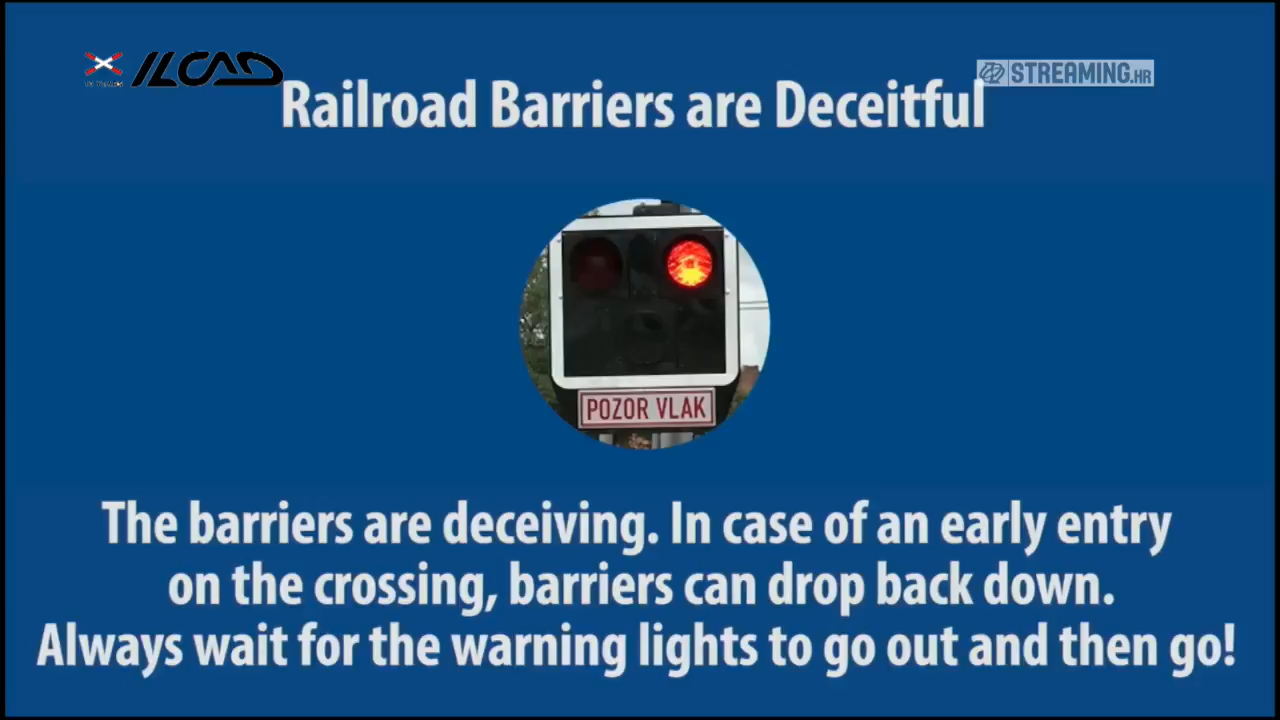 ILCAD
STREAMING.HR
Railroad Barriers are Deceitful
POZOR VLAK
The barriers are deceiving. In case of an early entry
on the crossing, barriers can drop back down.
Always wait for the warning lights to go out and then go!